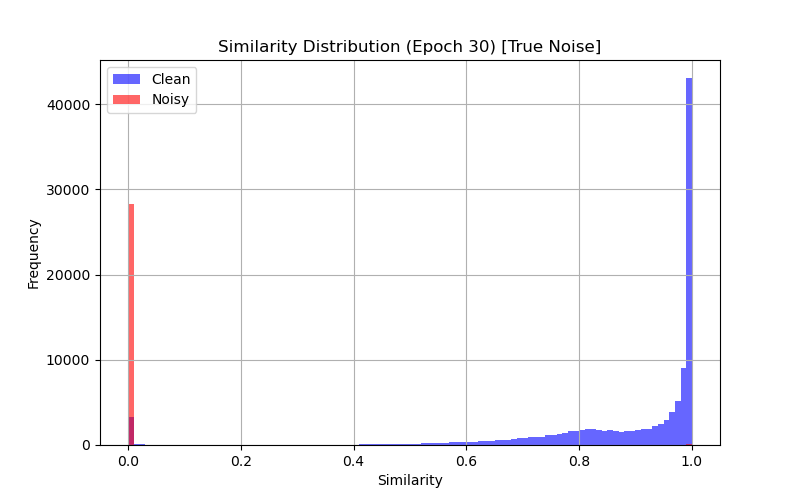 Similarity Distribution (Epoch 30) [True Noise]
Clean
Noisy
40000
30000
20000
10000
0
Frequency
0.0 0.2 0.4 0.6 0.8 1.0
Similarity